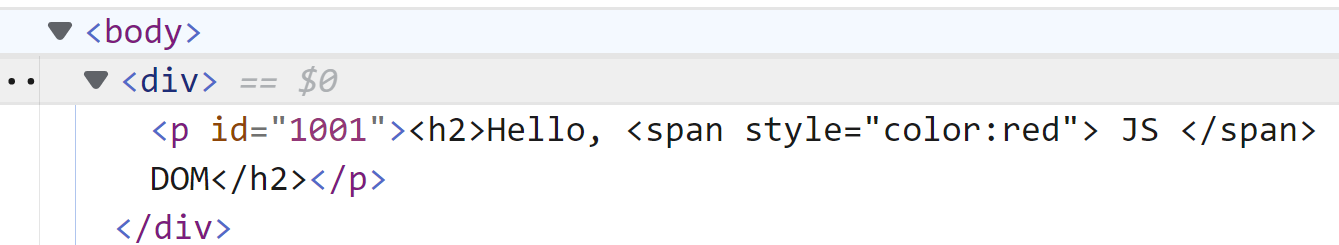 <body>
<div> == $0
<p id="1001"><h2>Hello, <span style="color:red"> JS </span>
DOM</h2></p>
</div>